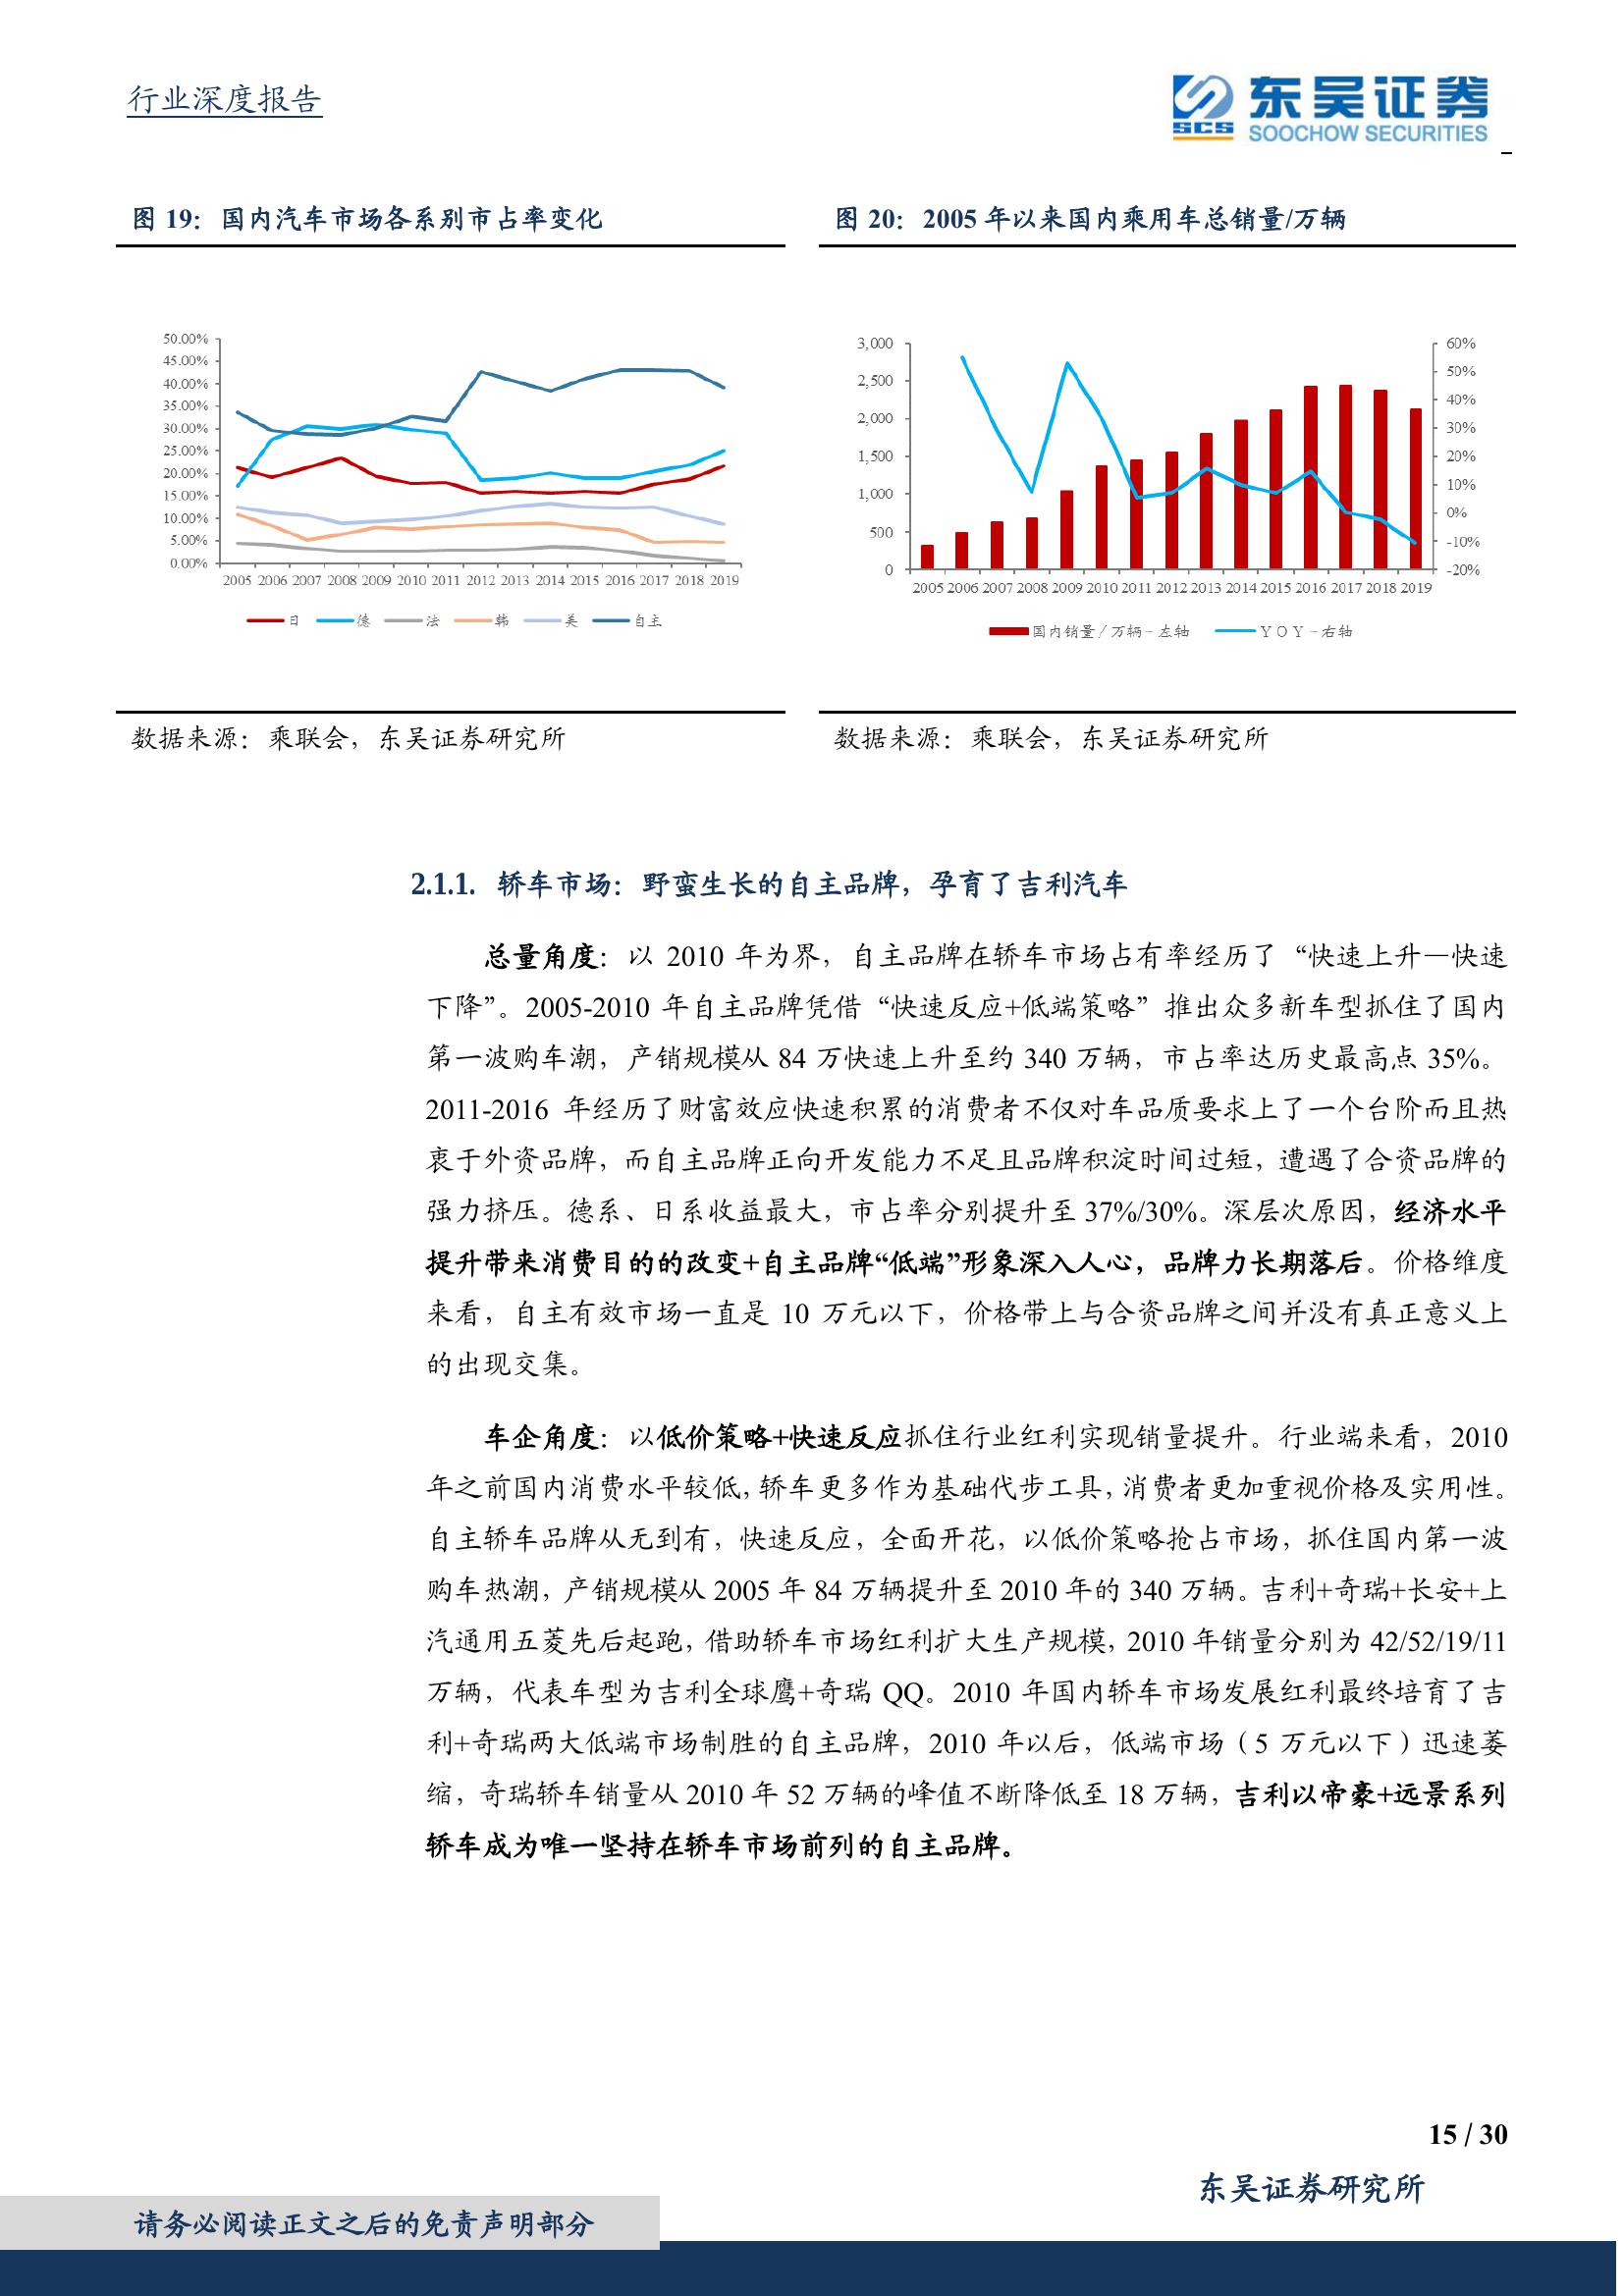 行业深度报告
SCS
东吴证券
SOOCHOW SECURITIES
图 19：国内汽车市场各系别市占率变化
50.00%
45.00%
40.00%
35.00%
30.00%
25.00%
20.00%
15.00%
10.00%
5.00%
0.00%
2005 2006 2007 2008 2009 2010 2011 2012 2013 2014 2015 2016 2017 2018 2019
日 德 法 韩 美 自主
数据来源：乘联会，东吴证券研究所
图 20：2005 年以来国内乘用车总销量/万辆
3,000
2,500
2,000
1,500
1,000
500
0
60%
50%
40%
30%
20%
10%
0%
-10%
-20%
2005 2006 2007 2008 2009 2010 2011 2012 2013 2014 2015 2016 2017 2018 2019
国内销量/万辆-左轴 YOY-右轴
数据来源：乘联会，东吴证券研究所
2.1.1. 轿车市场：野蛮生长的自主品牌，孕育了吉利汽车
总量角度：以 2010 年为界，自主品牌在轿车市场占有率经历了“快速上升—快速
下降”。2005-2010 年自主品牌凭借“快速反应+低端策略”推出众多新车型抓住了国内
第一波购车潮，产销规模从 84 万快速上升至约 340 万辆，市占率达历史最高点 35%。
2011-2016 年经历了财富效应快速积累的消费者不仅对车品质要求上了一个台阶而且热
衷于外资品牌，而自主品牌正向开发能力不足且品牌积淀时间过短，遭遇了合资品牌的
强力挤压。德系、日系收益最大，市占率分别提升至 37%/30%。深层次原因，经济水平
提升带来消费目的的改变+自主品牌“低端”形象深入人心，品牌力长期落后。价格维度
来看，自主有效市场一直是 10 万元以下，价格带上与合资品牌之间并没有真正意义上
的出现交集。
车企角度：以低价策略+快速反应抓住行业红利实现销量提升。行业端来看，2010
年之前国内消费水平较低，轿车更多作为基础代步工具，消费者更加重视价格及实用性。
自主轿车品牌从无到有，快速反应，全面开花，以低价策略抢占市场，抓住国内第一波
购车热潮，产销规模从 2005 年 84 万辆提升至 2010 年的 340 万辆。吉利+奇瑞+长安+上
汽通用五菱先后起跑，借助轿车市场红利扩大生产规模，2010 年销量分别为 42/52/19/11
万辆，代表车型为吉利全球鹰+奇瑞 QQ。2010 年国内轿车市场发展红利最终培育了吉
利+奇瑞两大低端市场制胜的自主品牌，2010 年以后，低端市场（5 万元以下）迅速萎
缩，奇瑞轿车销量从 2010 年 52 万辆的峰值不断降低至 18 万辆，吉利以帝豪+远景系列
轿车成为唯一坚持在轿车市场前列的自主品牌。
15 / 30
东吴证券研究所
请务必阅读正文之后的免责声明部分